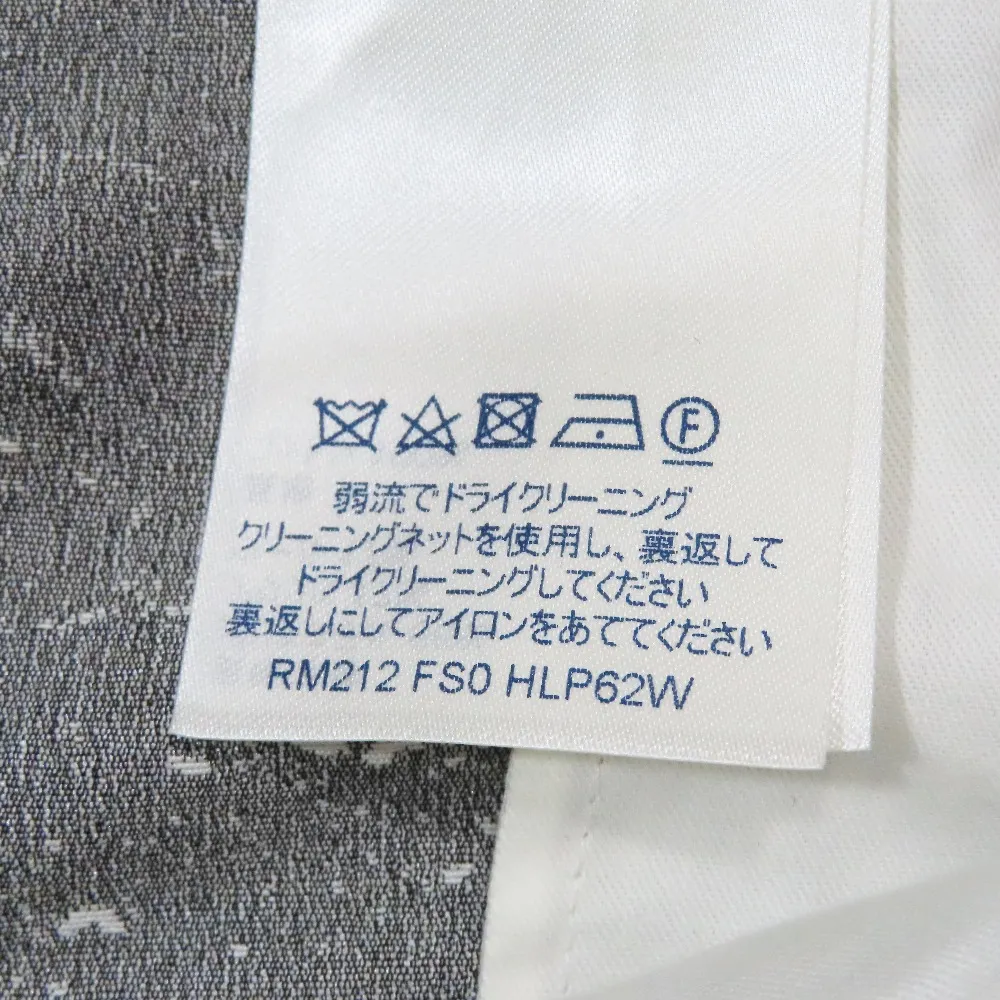 F
弱流でドライクリーニング
クリーニングネットを使用し、裏返して
ドライクリーニングしてください
裏返しにしてアイロンをあててください
RM212 FS0 HLP62W